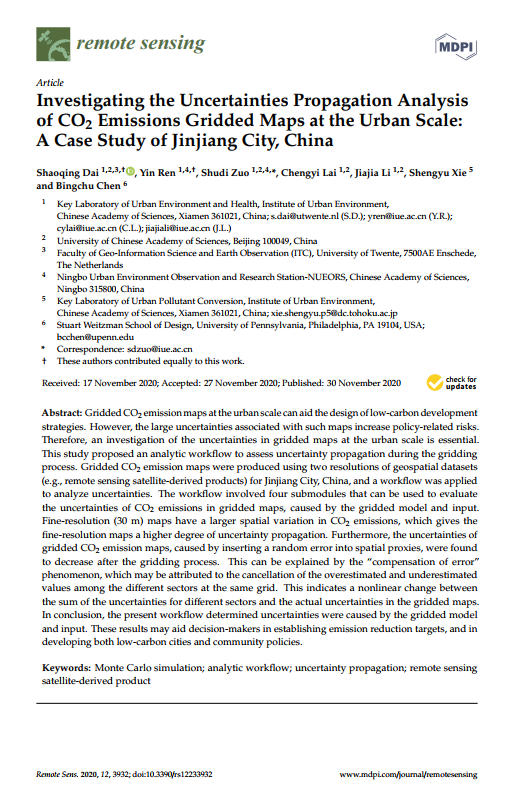 remote sensing
MDPI
Article
Investigating the Uncertainties Propagation Analysis
of CO2 Emissions Gridded Maps at the Urban Scale:
A Case Study of Jinjiang City, China
Shaoqing Dai 1,2,3,†, Yin Ren 1,4,†, Shudi Zuo 1,2,4,*, Chengyi Lai 1,2, Jiajia Li 1,2, Shengyu Xie 5
and Bingchu Chen 6
1 Key Laboratory of Urban Environment and Health, Institute of Urban Environment,
Chinese Academy of Sciences, Xiamen 361021, China; s.dai@utwente.nl (S.D.); yren@iue.ac.cn (Y.R.);
cylai@iue.ac.cn (C.L.); jiajiali@iue.ac.cn (J.L.)
2 University of Chinese Academy of Sciences, Beijing 100049, China
3 Faculty of Geo-Information Science and Earth Observation (ITC), University of Twente, 7500AE Enschede,
The Netherlands
4 Ningbo Urban Environment Observation and Research Station-NUEORS, Chinese Academy of Sciences,
Ningbo 315800, China
5 Key Laboratory of Urban Pollutant Conversion, Institute of Urban Environment,
Chinese Academy of Sciences, Xiamen 361021, China; xie.shengyu.p5@dc.tohoku.ac.jp
6 Stuart Weitzman School of Design, University of Pennsylvania, Philadelphia, PA 19104, USA;
bcchen@upenn.edu
* Correspondence: sdzuo@iue.ac.cn
† These authors contributed equally to this work.
Received: 17 November 2020; Accepted: 27 November 2020; Published: 30 November 2020
check for
updates
Abstract: Gridded CO2 emission maps at the urban scale can aid the design of low-carbon development
strategies. However, the large uncertainties associated with such maps increase policy-related risks.
Therefore, an investigation of the uncertainties in gridded maps at the urban scale is essential.
This study proposed an analytic workflow to assess uncertainty propagation during the gridding
process. Gridded CO2 emission maps were produced using two resolutions of geospatial datasets
(e.g., remote sensing satellite-derived products) for Jinjiang City, China, and a workflow was applied
to analyze uncertainties. The workflow involved four submodules that can be used to evaluate
the uncertainties of CO2 emissions in gridded maps, caused by the gridded model and input.
Fine-resolution (30 m) maps have a larger spatial variation in CO2 emissions, which gives the
fine-resolution maps a higher degree of uncertainty propagation. Furthermore, the uncertainties of
gridded CO2 emission maps, caused by inserting a random error into spatial proxies, were found
to decrease after the gridding process. This can be explained by the “compensation of error”
phenomenon, which may be attributed to the cancellation of the overestimated and underestimated
values among the different sectors at the same grid. This indicates a nonlinear change between
the sum of the uncertainties for different sectors and the actual uncertainties in the gridded maps.
In conclusion, the present workflow determined uncertainties were caused by the gridded model
and input. These results may aid decision-makers in establishing emission reduction targets, and in
developing both low-carbon cities and community policies.
Keywords: Monte Carlo simulation; analytic workflow; uncertainty propagation; remote sensing
satellite-derived product
Remote Sens. 2020, 12, 3932; doi:10.3390/rs12233932
www.mdpi.com/journal/remotesensing